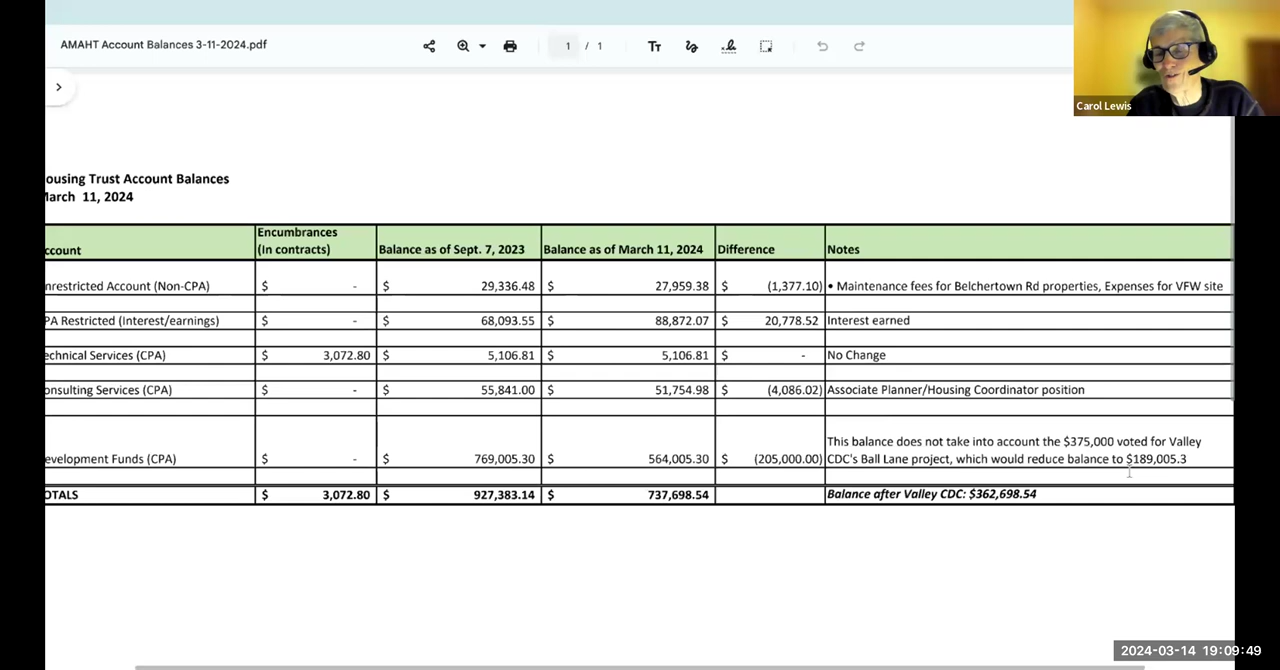 AMAHT Account Balances 3-11-2024.pdf
1 / 1
Carol Lewis
ousing Trust Account Balances
March 11, 2024
ccount Encumbrances (In contracts) Balance as of Sept. 7, 2023 Balance as of March 11, 2024 Difference Notes
nrestricted Account (Non-CPA) $ - $ 29,336.48 $ 27,959.38 $ (1,377.10) • Maintenance fees for Belchertown Rd properties, Expenses for VFW site
PA Restricted (Interest/earnings) $ - $ 68,093.55 $ 88,872.07 $ 20,778.52 Interest earned
echnical Services (CPA) $ 3,072.80 $ 5,106.81 $ 5,106.81 $ - No Change
onsulting Services (CPA) $ - $ 55,841.00 $ 51,754.98 $ (4,086.02) Associate Planner/Housing Coordinator position
This balance does not take into account the $375,000 voted for Valley
evelopment Funds (CPA) $ - $ 769,005.30 $ 564,005.30 $ (205,000.00) CDC's Ball Lane project, which would reduce balance to $189,005.3
OTALS $ 3,072.80 $ 927,383.14 $ 737,698.54 Balance after Valley CDC: $362,698.54
2024-03-14 19:09:49